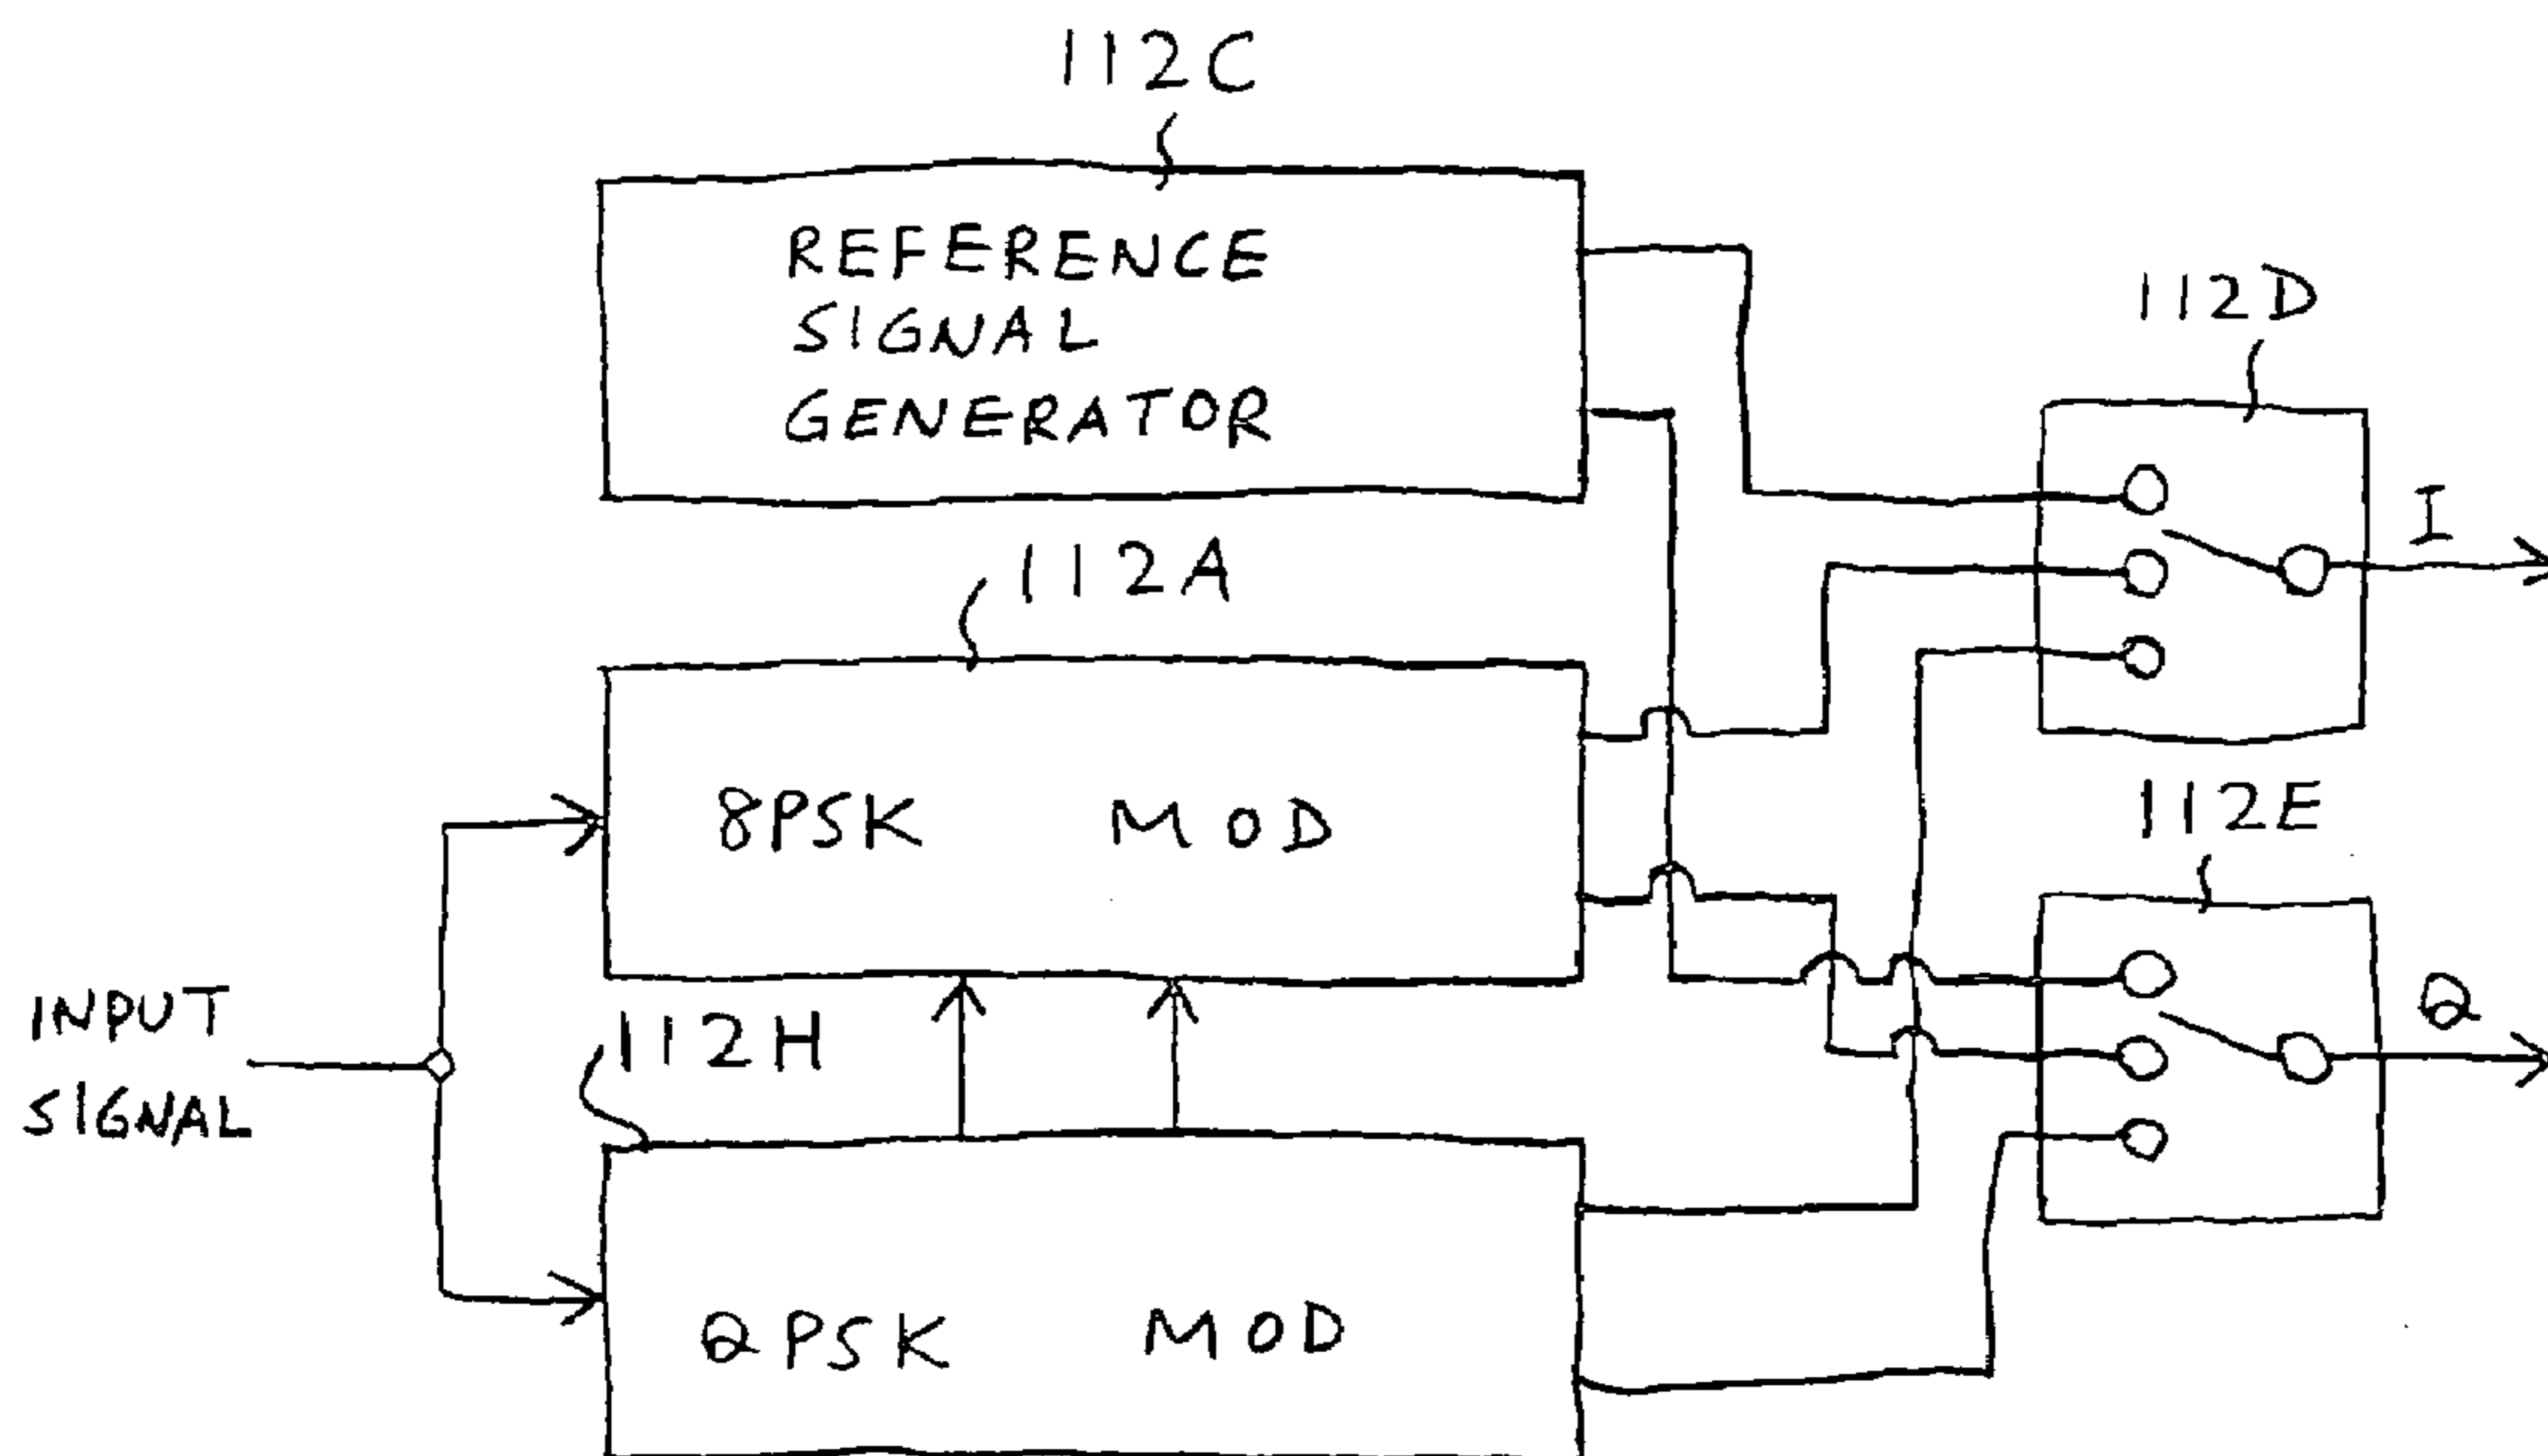 112C
REFERENCE
SIGNAL
GENERATOR
112D
I
112A
8PSK MOD
112E
Q
INPUT
SIGNAL
112H
QPSK MOD